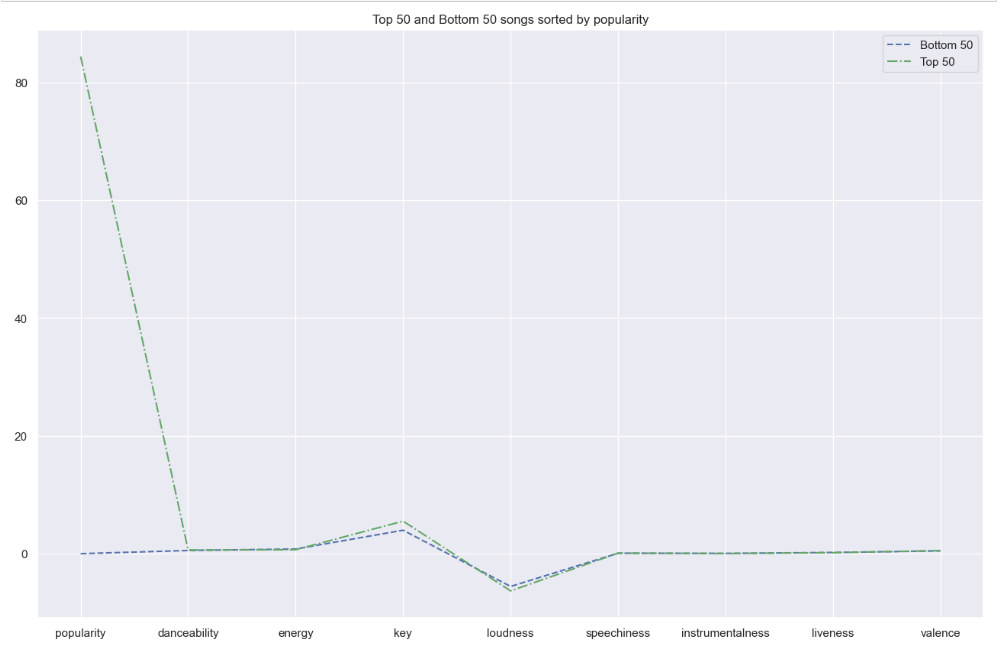 Top 50 and Bottom 50 songs sorted by popularity
Bottom 50
Top 50
80
60
40
20
0
popularity danceability energy key loudness speechiness instrumentalness liveness valence